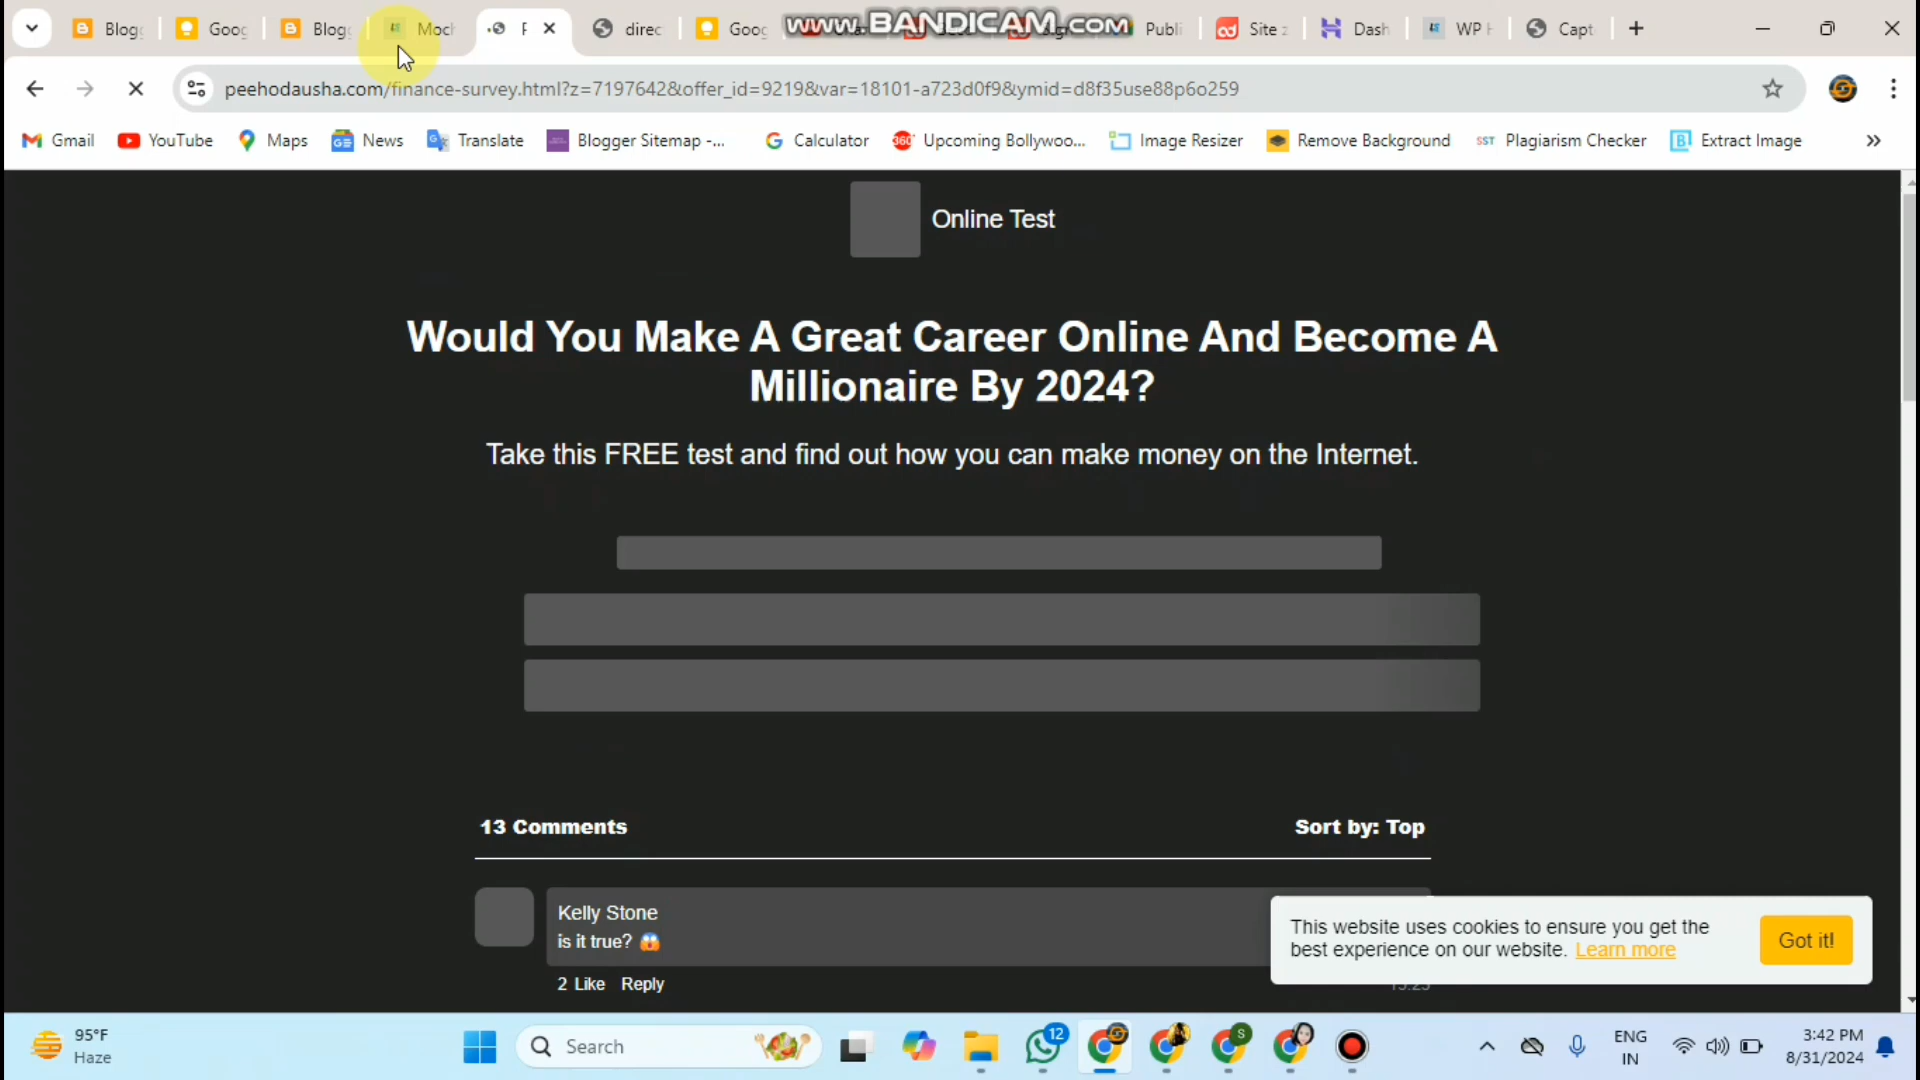 Blogg
Goog
Blogg
Moch
F
direc
Goog
www.BANDICAM.com
Publi
Site z
Dash
WP H
Capt
peehodausha.com/finance-survey.html?z=7197642&offer_id=9219&var=18101-a723d0f9&ymid=d8f35use88p6o259
Gmail
YouTube
Maps
News
Translate
Blogger Sitemap -...
Calculator
Upcoming Bollywoo...
Image Resizer
Remove Background
SST Plagiarism Checker
Extract Image
Online Test
Would You Make A Great Career Online And Become A
Millionaire By 2024?
Take this FREE test and find out how you can make money on the Internet.
13 Comments
Sort by: Top
Kelly Stone
is it true? 😱
2 Like Reply
This website uses cookies to ensure you get the
best experience on our website. Learn more
Got it!
95°F
Haze
Search
12
S
ENG
IN
3:42 PM
8/31/2024